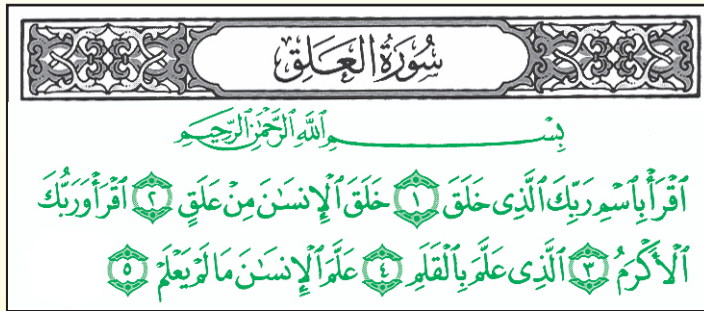 سُورَةُ الْعَلَقِ
بِسْمِ ٱللَّهِ ٱلرَّحْمَٰنِ ٱلرَّحِيمِ
ٱقْرَأْ بِٱسْمِ رَبِّكَ ٱلَّذِى خَلَقَ ١ خَلَقَ ٱلْإِنسَٰنَ مِنْ عَلَقٍ ٢ ٱقْرَأْ وَرَبُّكَ
ٱلْأَكْرَمُ ٣ ٱلَّذِى عَلَّمَ بِٱلْقَلَمِ ٤ عَلَّمَ ٱلْإِنسَٰنَ مَا لَمْ يَعْلَمْ ٥